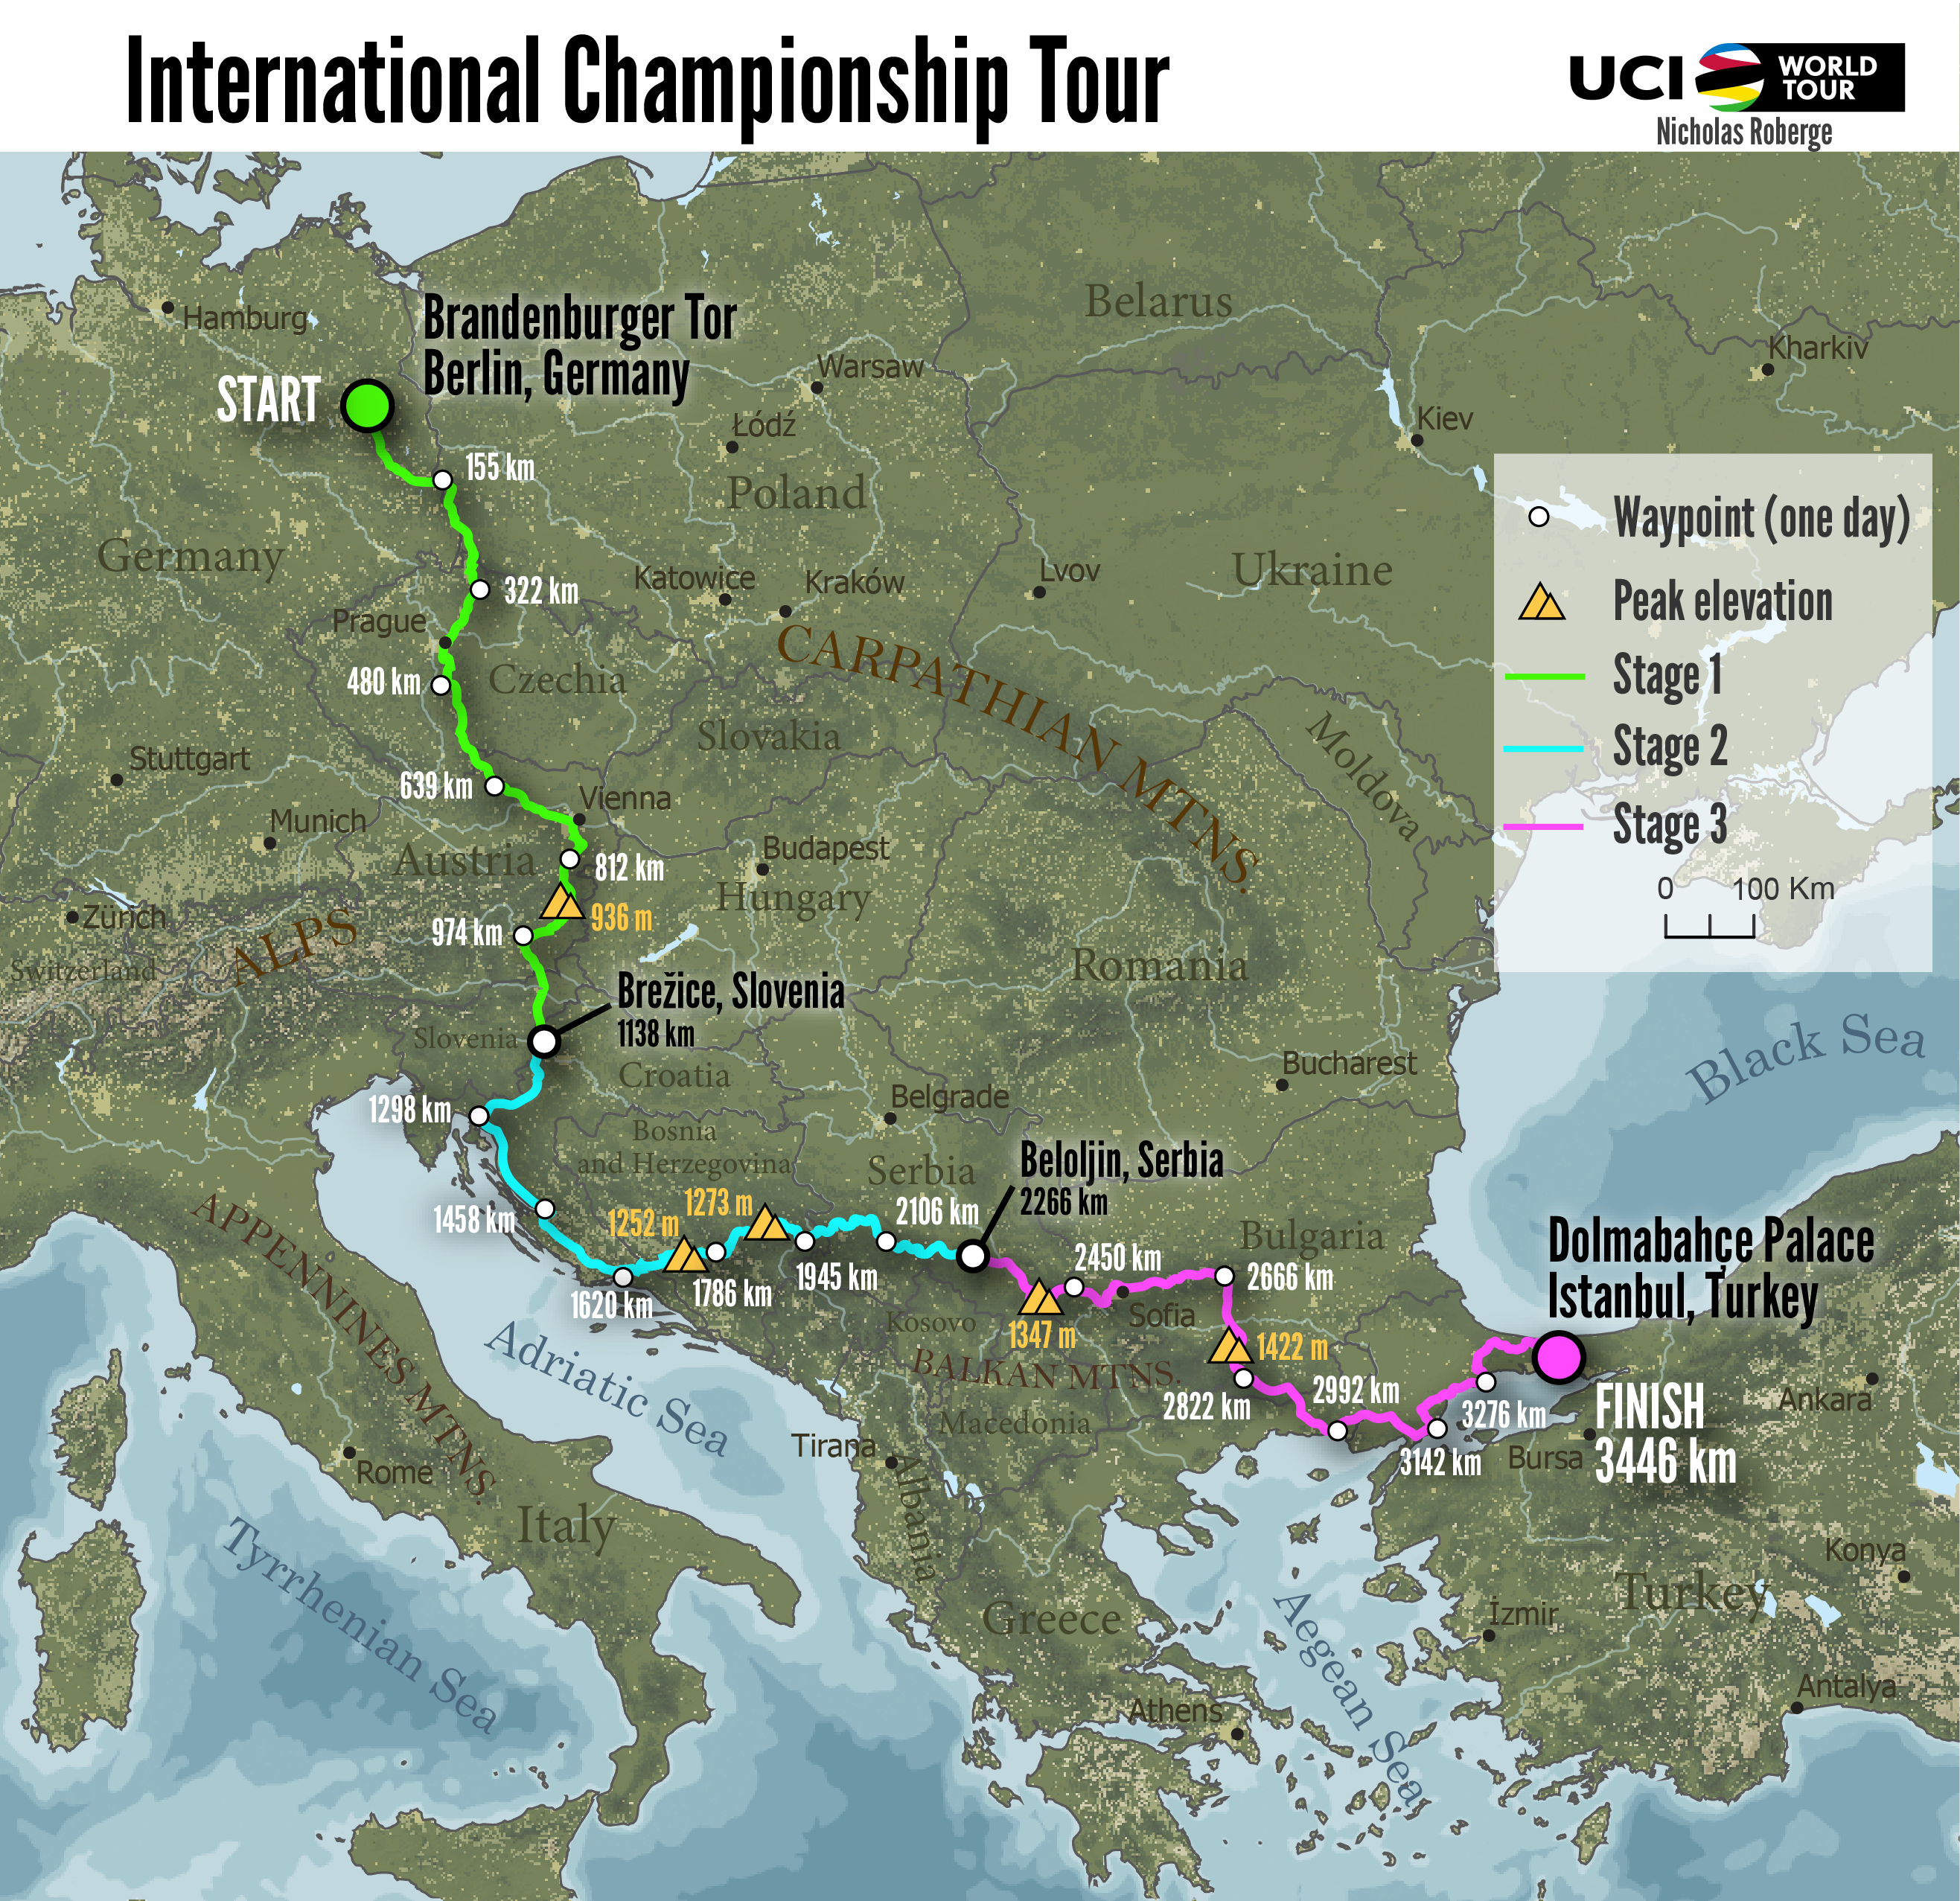 International Championship Tour
UCI WORLD TOUR
Nicholas Roberge
Hamburg
Brandenburger Tor
Berlin, Germany
START
Belarus
Kharkiv
Warsaw
Łódź
Kiev
155 km
Poland
Waypoint (one day)
Peak elevation
Stage 1
Stage 2
Stage 3
0 100 Km
Germany
Katowice
Kraków
Lvov
Ukraine
322 km
Prague
CARPATHIAN MTNS.
480 km
Czechia
Slovakia
Moldova
Stuttgart
639 km
Vienna
Munich
Austria
812 km
Budapest
Hungary
Zürich
ALPS
936 m
974 km
Switzerland
Romania
Brežice, Slovenia
1138 km
Slovenia
Black Sea
Croatia
Bucharest
1298 km
Belgrade
Bosnia
and Herzegovina
Serbia
Beloljin, Serbia
2266 km
APPENNINES MTNS.
1458 km
1252 m
1273 m
2106 km
1620 km
1786 km
1945 km
2450 km
Bulgaria
2666 km
Dolmabahçe Palace
Istanbul, Turkey
Kosovo
Sofia
1347 m
1422 m
Adriatic Sea
BALKAN MTNS.
2822 km
2992 km
3276 km
FINISH
3446 km
Ankara
Macedonia
Tirana
Albania
3142 km
Bursa
Rome
Italy
Tyrrhenian Sea
Greece
Aegean Sea
Konya
Turkey
İzmir
Athens
Antalya